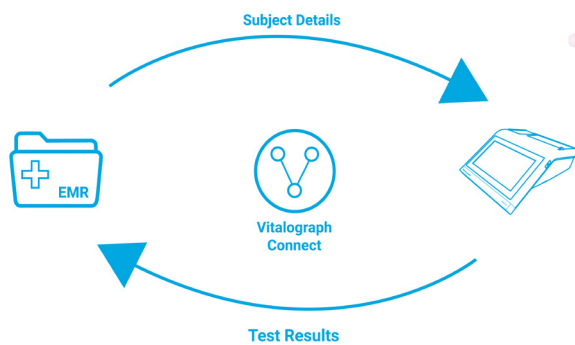 Subject Details
EMR
Vitalograph
Connect
Test Results